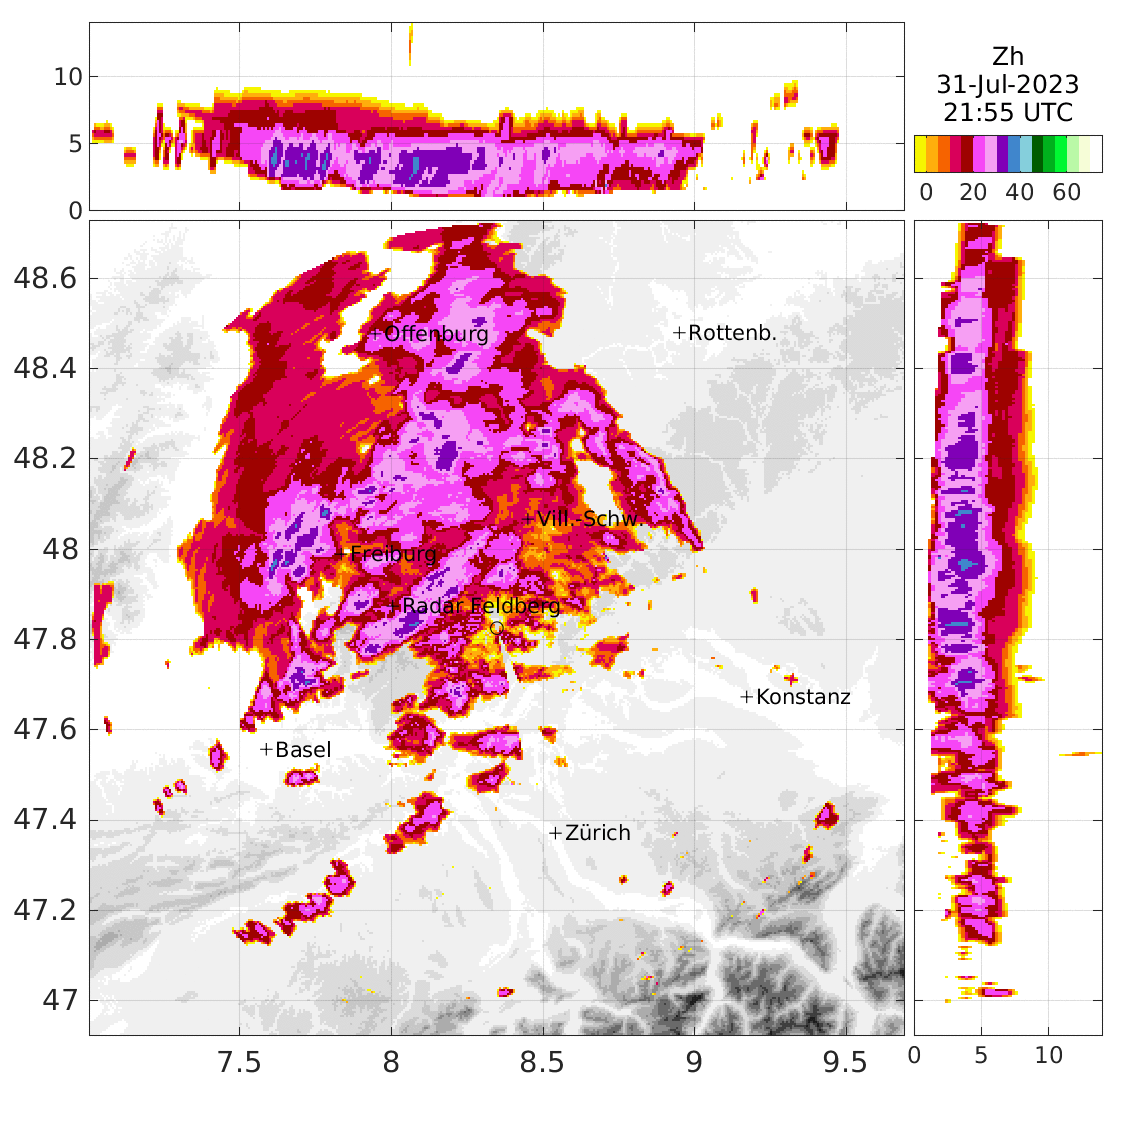 10
5
0
Zh
31-Jul-2023
21:55 UTC
0 20 40 60
48.6
48.4
48.2
48
47.8
47.6
47.4
47.2
47
+Offenburg
+Rottenb.
+Vill.-Schw.
+Freiburg
+Radar Feldberg
+Konstanz
+Basel
+Zürich
7.5 8 8.5 9 9.5
0 5 10